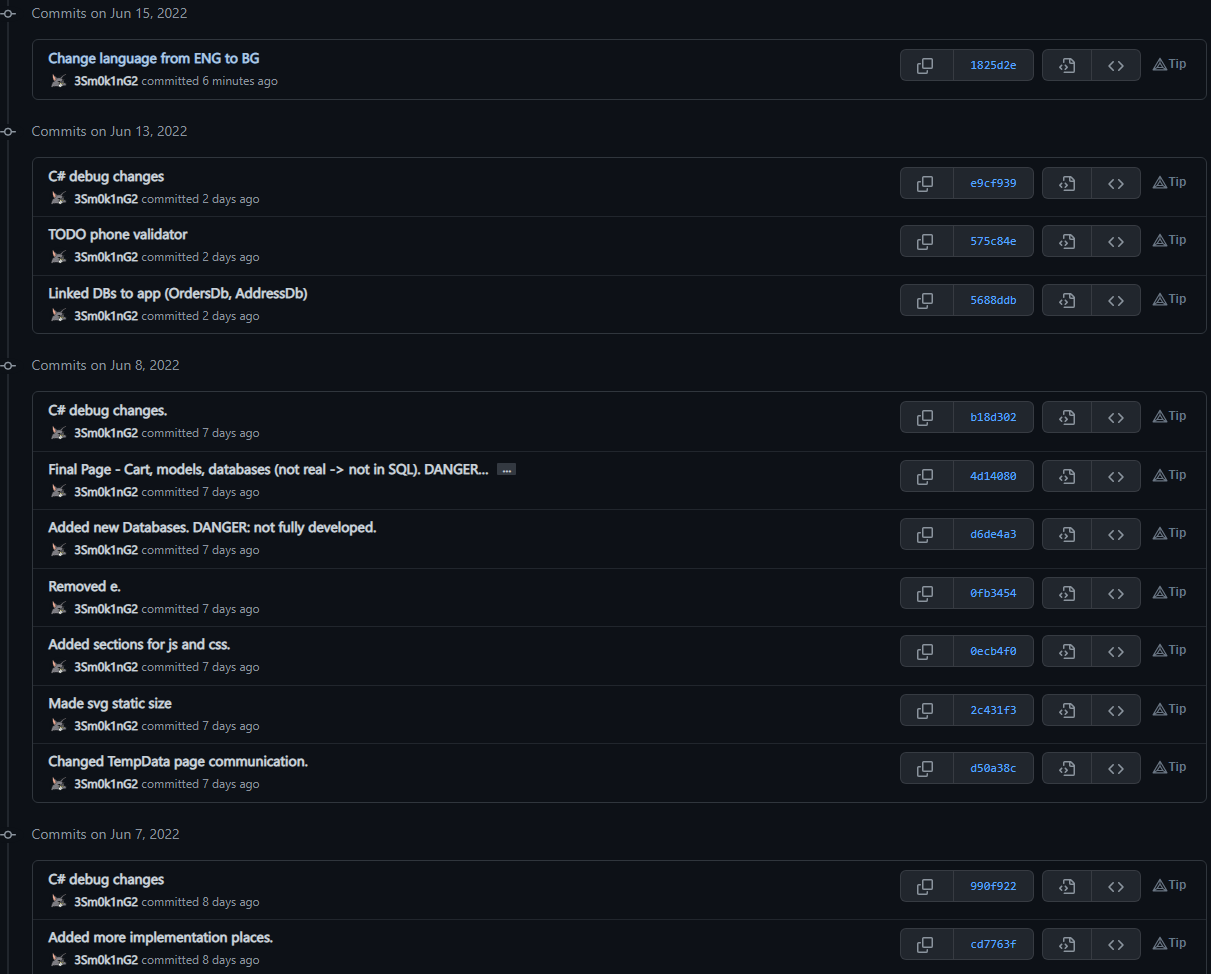 Commits on Jun 15, 2022
Change language from ENG to BG
1825d2e
Tip
3Sm0k1nG2 committed 6 minutes ago
Commits on Jun 13, 2022
C# debug changes
e9cf939
Tip
3Sm0k1nG2 committed 2 days ago
TODO phone validator
575c84e
Tip
3Sm0k1nG2 committed 2 days ago
Linked DBs to app (OrdersDb, AddressDb)
5688ddb
Tip
3Sm0k1nG2 committed 2 days ago
Commits on Jun 8, 2022
C# debug changes.
b18d302
Tip
3Sm0k1nG2 committed 7 days ago
Final Page - Cart, models, databases (not real -> not in SQL). DANGER... ...
4d14080
Tip
3Sm0k1nG2 committed 7 days ago
Added new Databases. DANGER: not fully developed.
d6de4a3
Tip
3Sm0k1nG2 committed 7 days ago
Removed e.
0fb3454
Tip
3Sm0k1nG2 committed 7 days ago
Added sections for js and css.
0ecb4f0
Tip
3Sm0k1nG2 committed 7 days ago
Made svg static size
2c431f3
Tip
3Sm0k1nG2 committed 7 days ago
Changed TempData page communication.
d50a38c
Tip
3Sm0k1nG2 committed 7 days ago
Commits on Jun 7, 2022
C# debug changes
990f922
Tip
3Sm0k1nG2 committed 8 days ago
Added more implementation places.
cd7763f
Tip
3Sm0k1nG2 committed 8 days ago